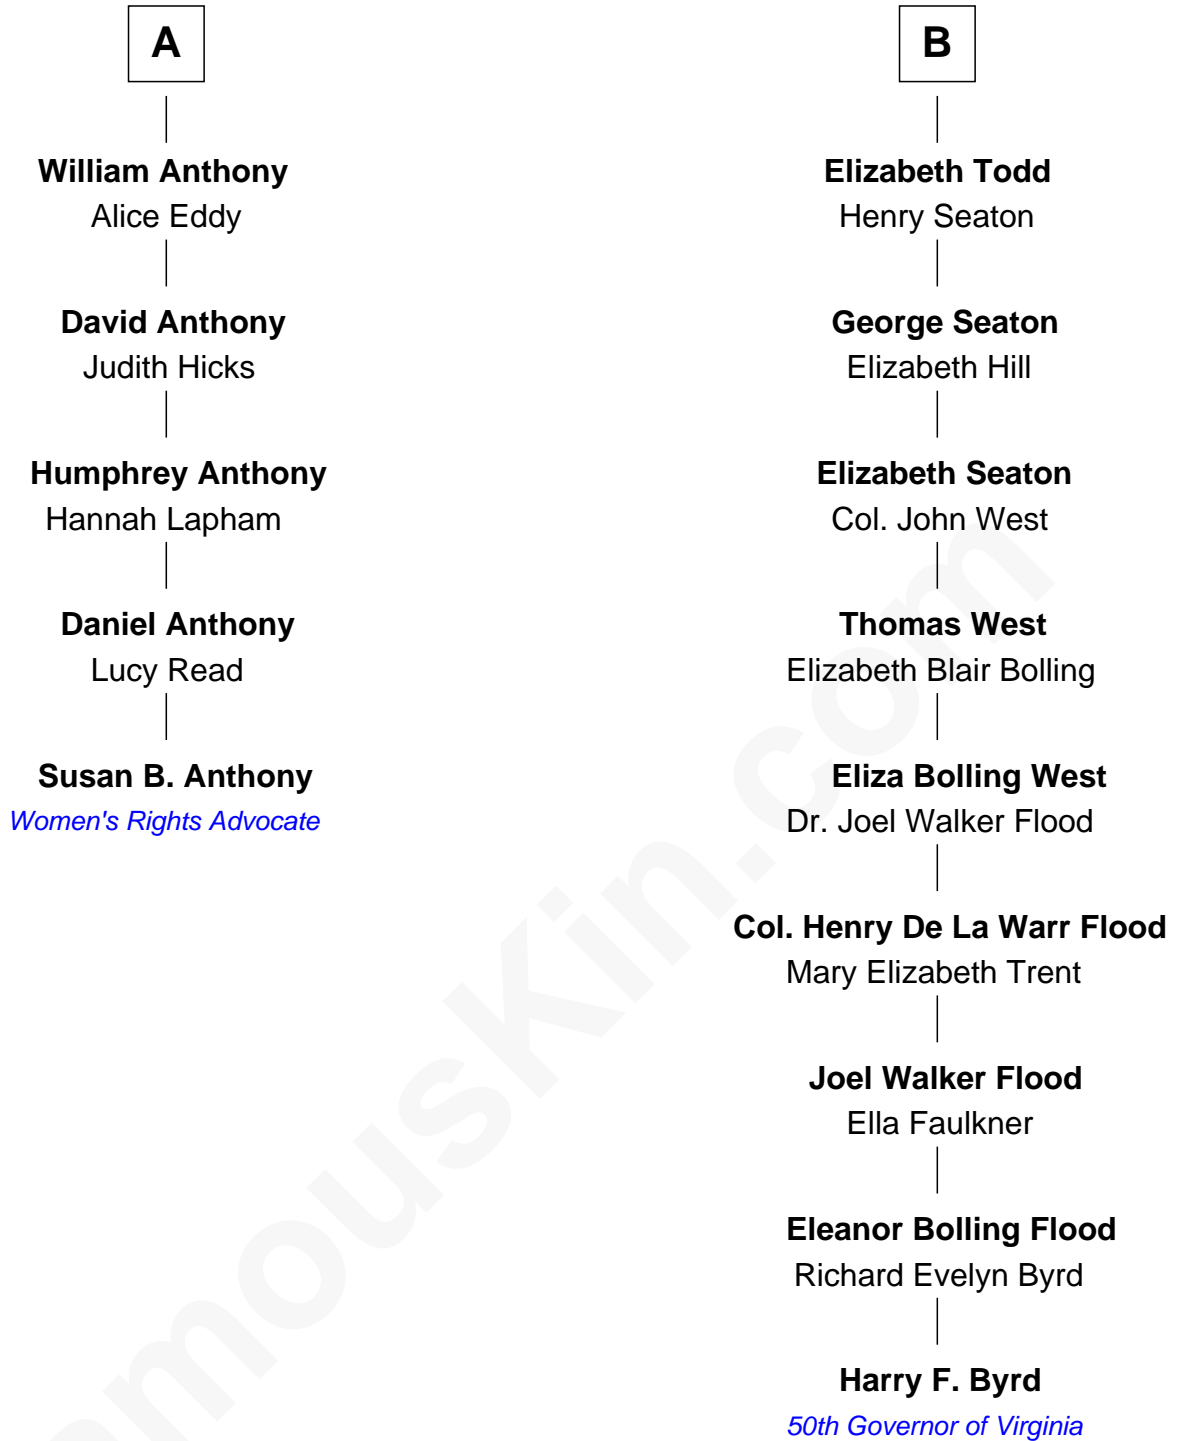 A
William Anthony
Alice Eddy
David Anthony
Judith Hicks
Humphrey Anthony
Hannah Lapham
Daniel Anthony
Lucy Read
Susan B. Anthony
Women's Rights Advocate
B
Elizabeth Todd
Henry Seaton
George Seaton
Elizabeth Hill
Elizabeth Seaton
Col. John West
Thomas West
Elizabeth Blair Bolling
Eliza Bolling West
Dr. Joel Walker Flood
Col. Henry De La Warr Flood
Mary Elizabeth Trent
Joel Walker Flood
Ella Faulkner
Eleanor Bolling Flood
Richard Evelyn Byrd
Harry F. Byrd
50th Governor of Virginia
amousKin.com